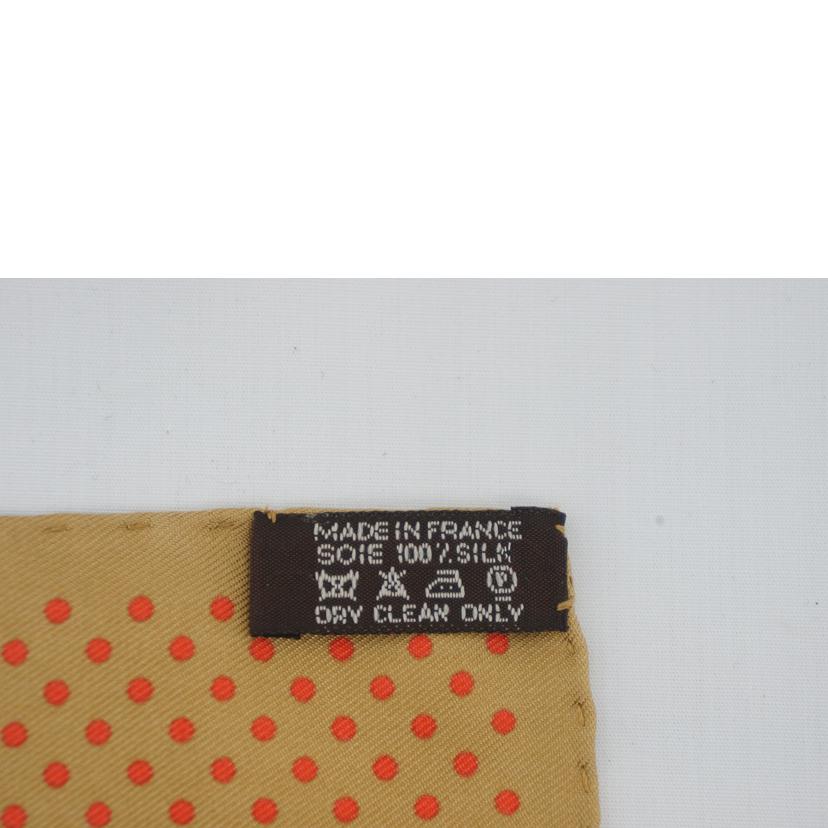 MADE IN FRANCE
SOIE 100% SILK
P
DRY CLEAN ONLY